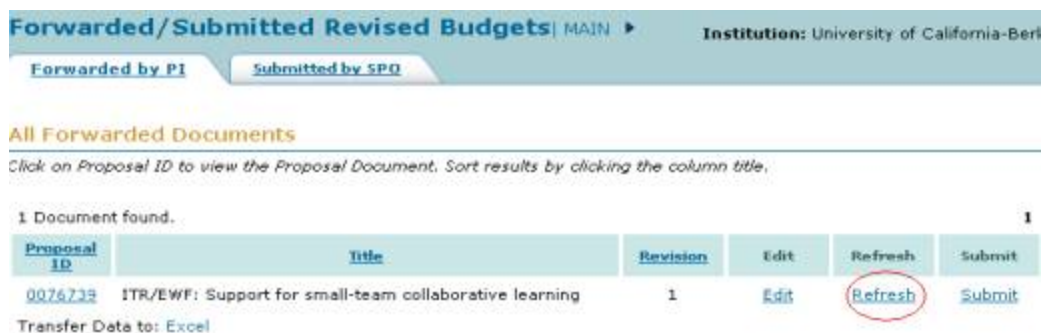 Forwarded/Submitted Revised Budgets| MAIN ▶ Institution: University of California-Berk
Forwarded by PI Submitted by SPO
All Forwarded Documents
Click on Proposal ID to view the Proposal Document. Sort results by clicking the column title.
1 Document found. 1
Proposal ID Title Revision Edit Refresh Submit
0076739 ITR/EWF: Support for small-team collaborative learning 1 Edit Refresh Submit
Transfer Data to: Excel